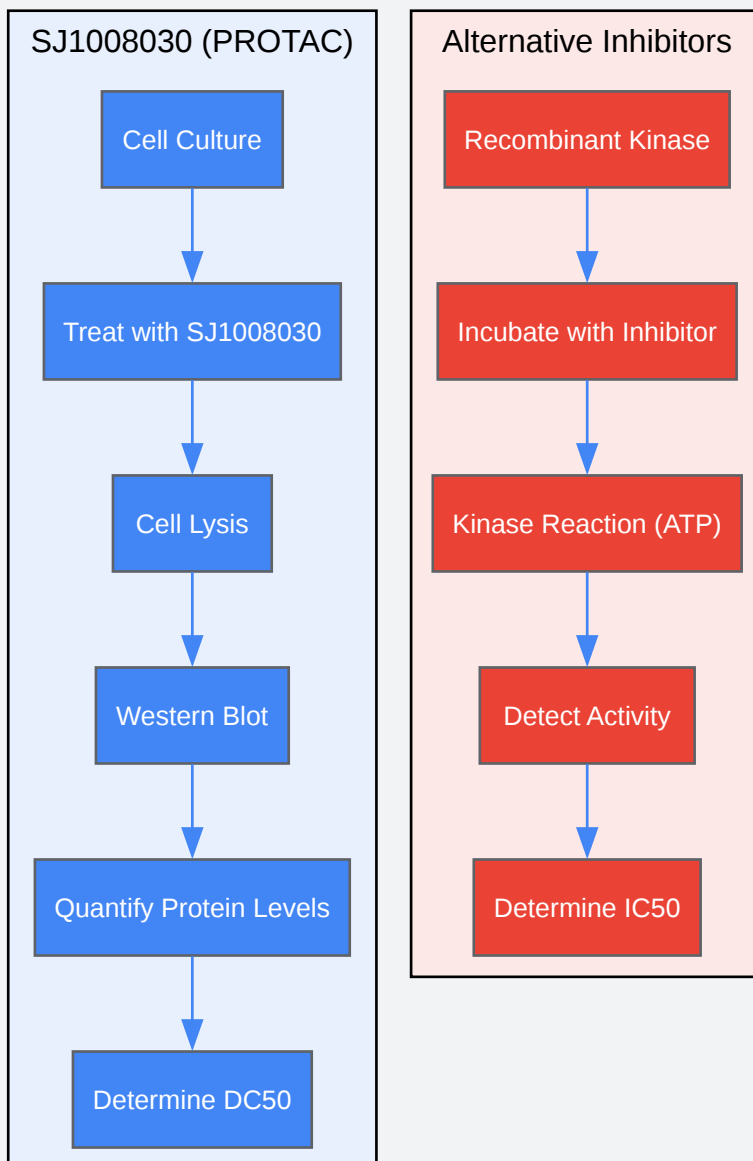 SJ1008030 (PROTAC)
Cell Culture
Treat with SJ1008030
Cell Lysis
Western Blot
Quantify Protein Levels
Determine DC50
Alternative Inhibitors
Recombinant Kinase
Incubate with Inhibitor
Kinase Reaction (ATP)
Detect Activity
Determine IC50